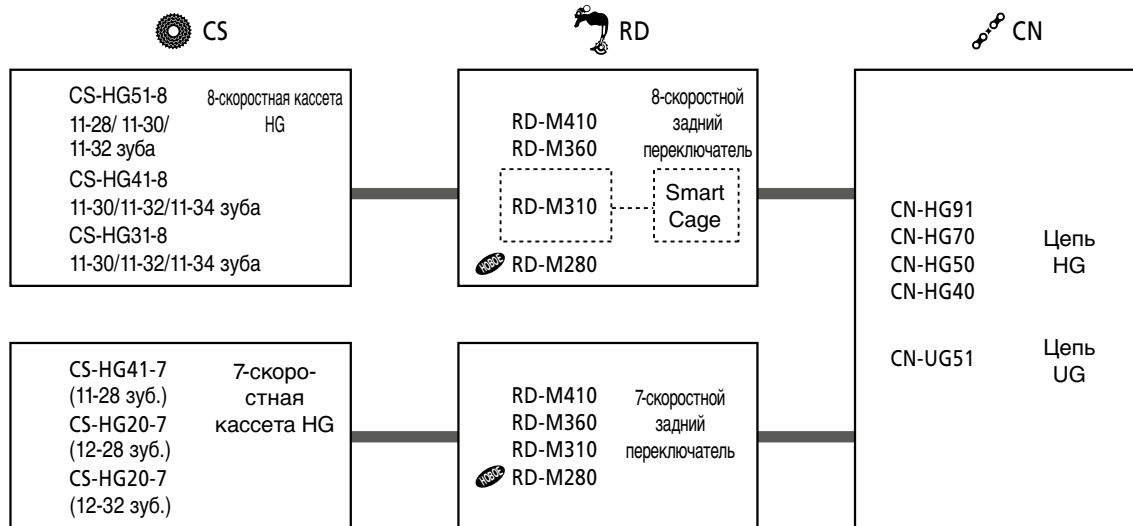 CS
RD
CN
CS-HG51-8
11-28/ 11-30/
11-32 зуба
CS-HG41-8
11-30/11-32/11-34 зуба
CS-HG31-8
11-30/11-32/11-34 зуба
8-скоростная кассета
HG
RD-M410
RD-M360
RD-M310
НОВОЕ RD-M280
8-скоростной
задний
переключатель
Smart
Cage
CN-HG91
CN-HG70
CN-HG50
CN-HG40
Цепь
HG
CN-UG51
Цепь
UG
CS-HG41-7
(11-28 зуб.)
CS-HG20-7
(12-28 зуб.)
CS-HG20-7
(12-32 зуб.)
7-скоро-
стная
кассета HG
RD-M410
RD-M360
RD-M310
НОВОЕ RD-M280
7-скоростной
задний
переключатель